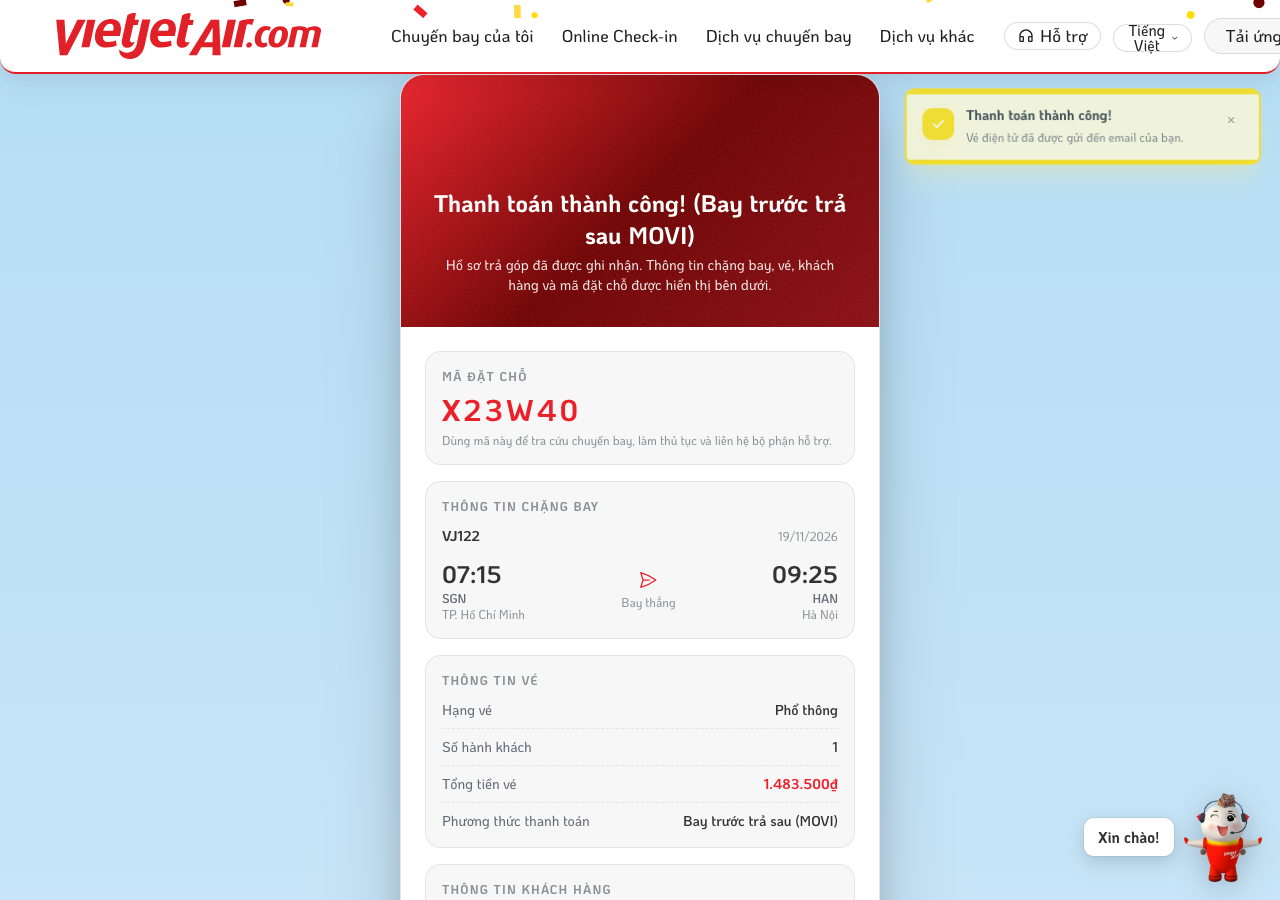 vietjetAir.com
Chuyến bay của tôi
Online Check-in
Dịch vụ chuyến bay
Dịch vụ khác
Hỗ trợ
Tiếng
Việt
Tải ứng
Thanh toán thành công!
Vé điện tử đã được gửi đến email của bạn.
Thanh toán thành công! (Bay trước trả
sau MOVI)
Hồ sơ trả góp đã được ghi nhận. Thông tin chặng bay, vé, khách
hàng và mã đặt chỗ được hiển thị bên dưới.
MÃ ĐẶT CHỖ
X23W40
Dùng mã này để tra cứu chuyến bay, làm thủ tục và liên hệ bộ phận hỗ trợ.
THÔNG TIN CHẶNG BAY
VJ122
19/11/2026
07:15
09:25
SGN
HAN
TP. Hồ Chí Minh
Bay thẳng
Hà Nội
THÔNG TIN VÉ
Hạng vé
Phổ thông
Số hành khách
1
Tổng tiền vé
1.483.500₫
Phương thức thanh toán
Bay trước trả sau (MOVI)
THÔNG TIN KHÁCH HÀNG
Xin chào!